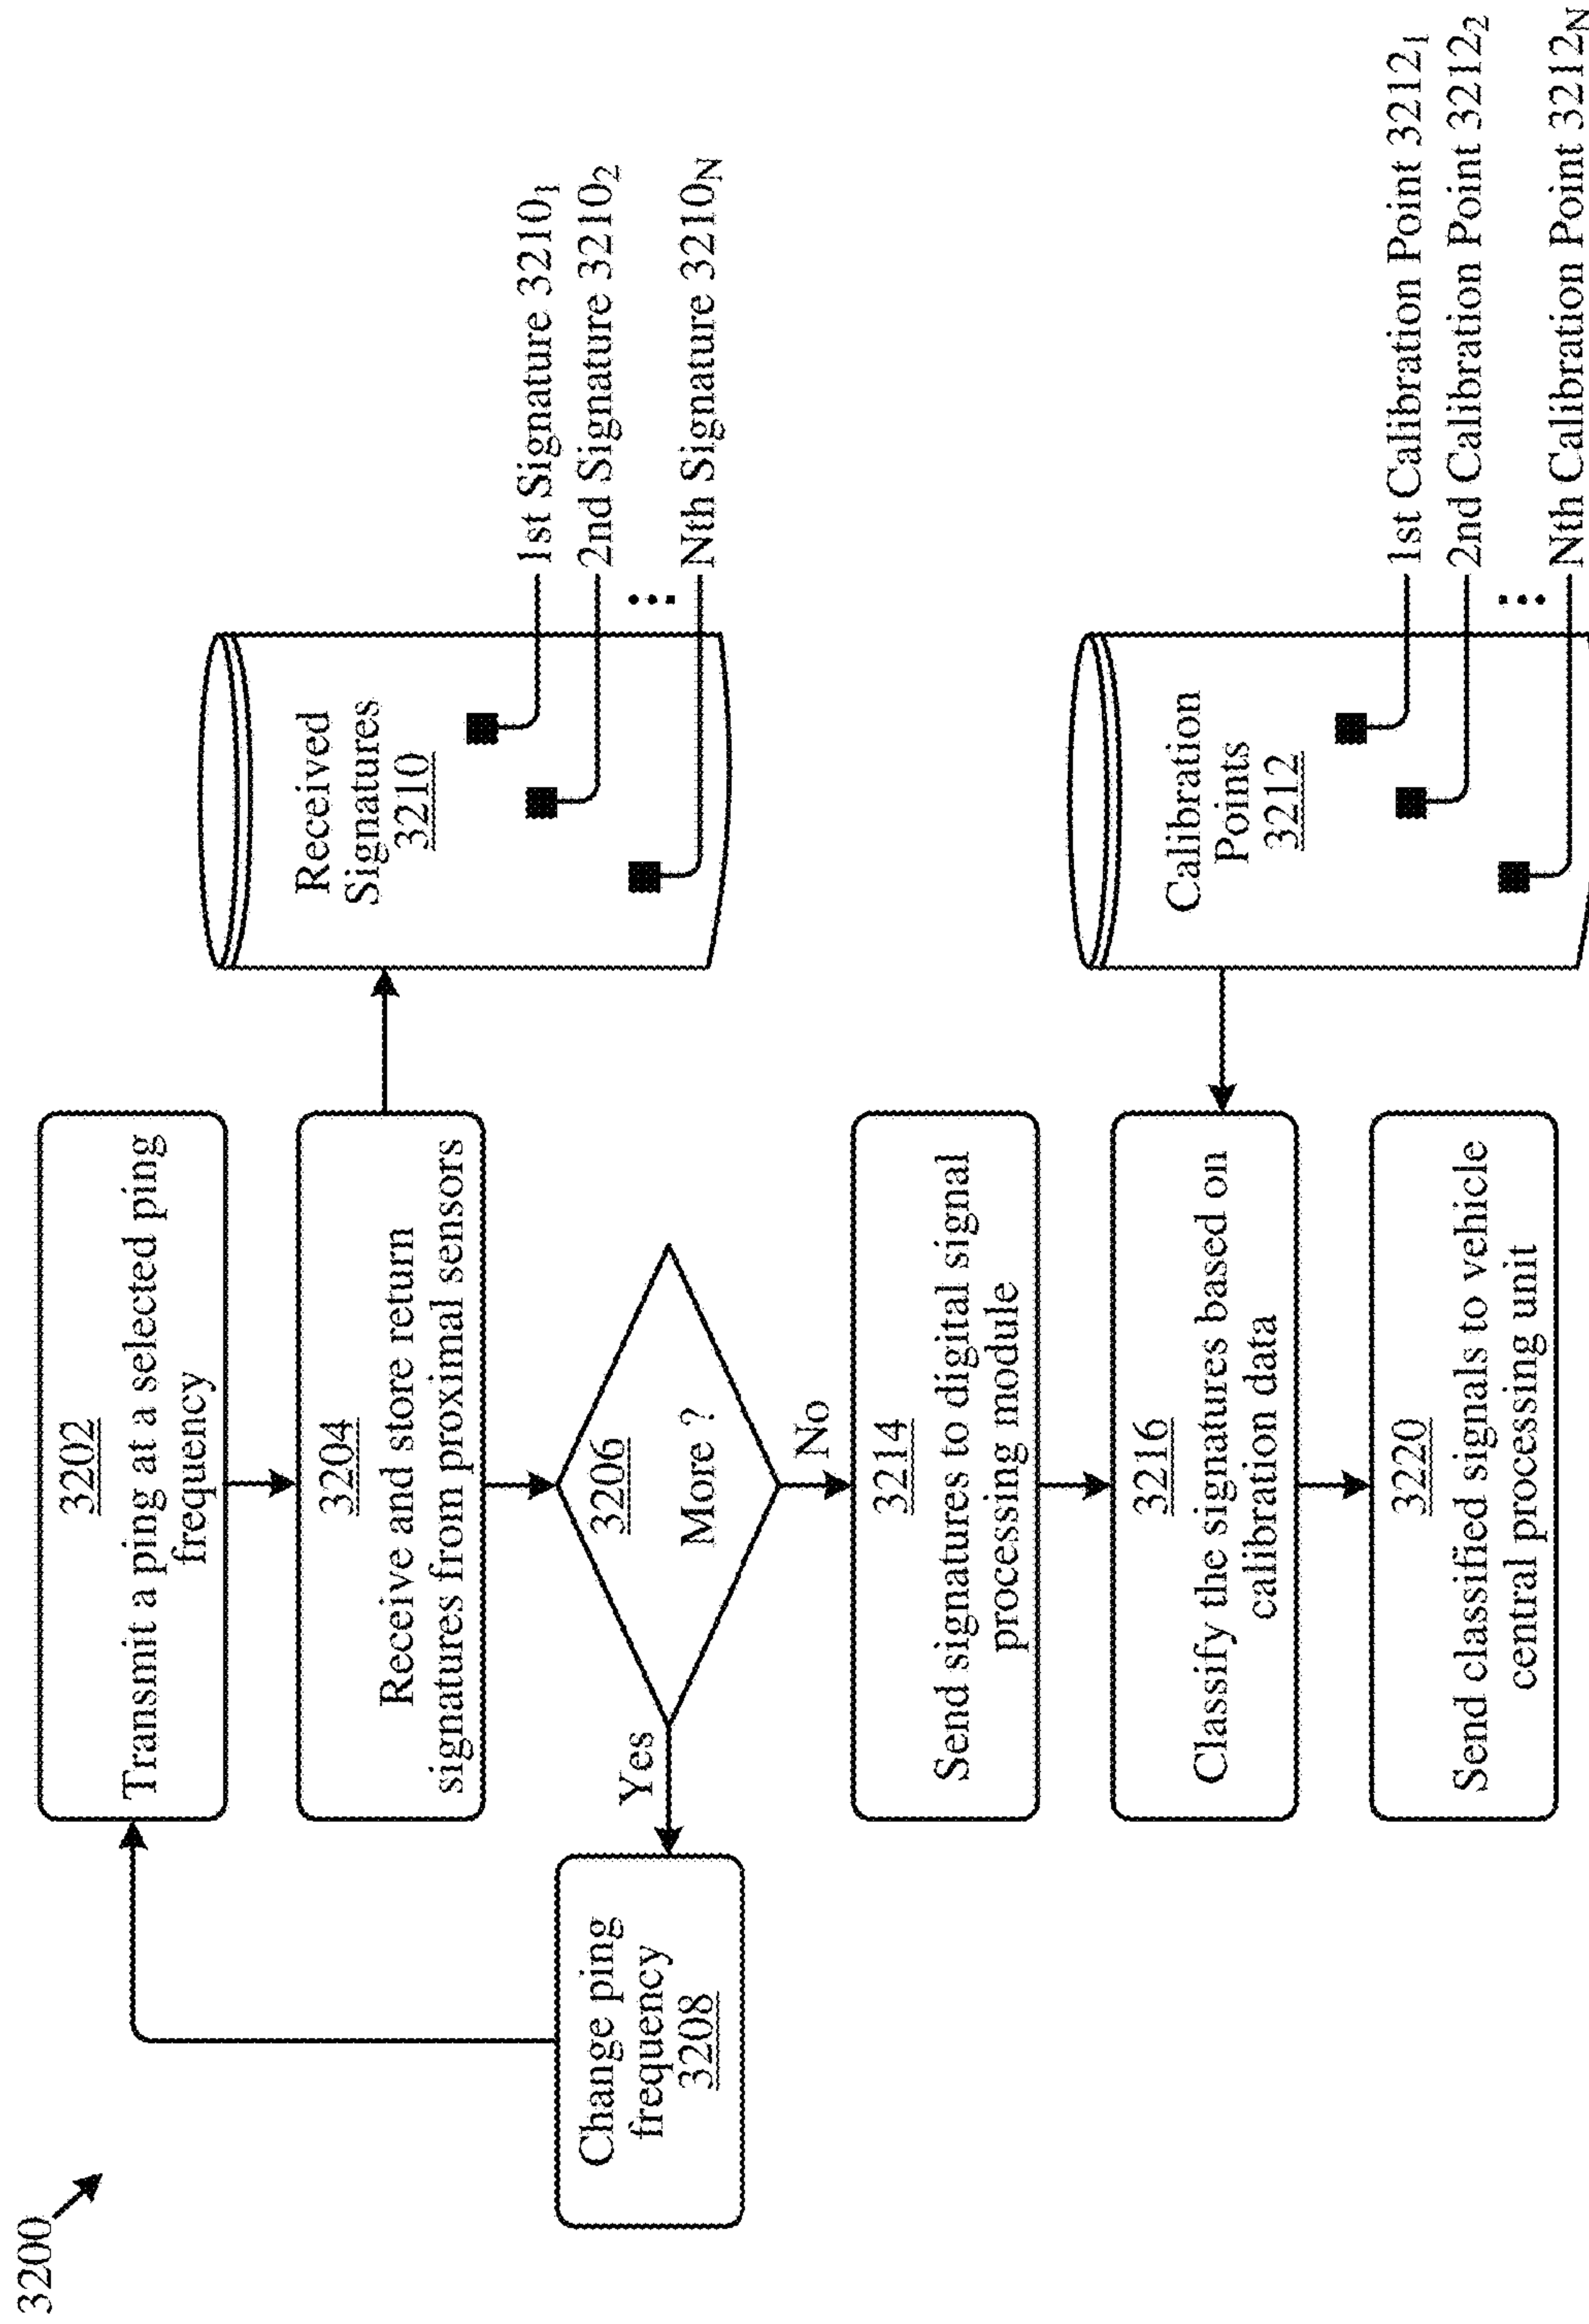 3200
3202
Transmit a ping at a selected ping
frequency
3204
Receive and store return
signatures from proximal sensors
Received
Signatures
3210
1st Signature 3210₁
2nd Signature 3210₂
⋮
Nth Signature 3210N
3206
More ?
Yes
No
Change ping
frequency
3208
3214
Send signatures to digital signal
processing module
3216
Classify the signatures based on
calibration data
Calibration
Points
3212
1st Calibration Point 3212₁
2nd Calibration Point 3212₂
⋮
Nth Calibration Point 3212N
3220
Send classified signals to vehicle
central processing unit